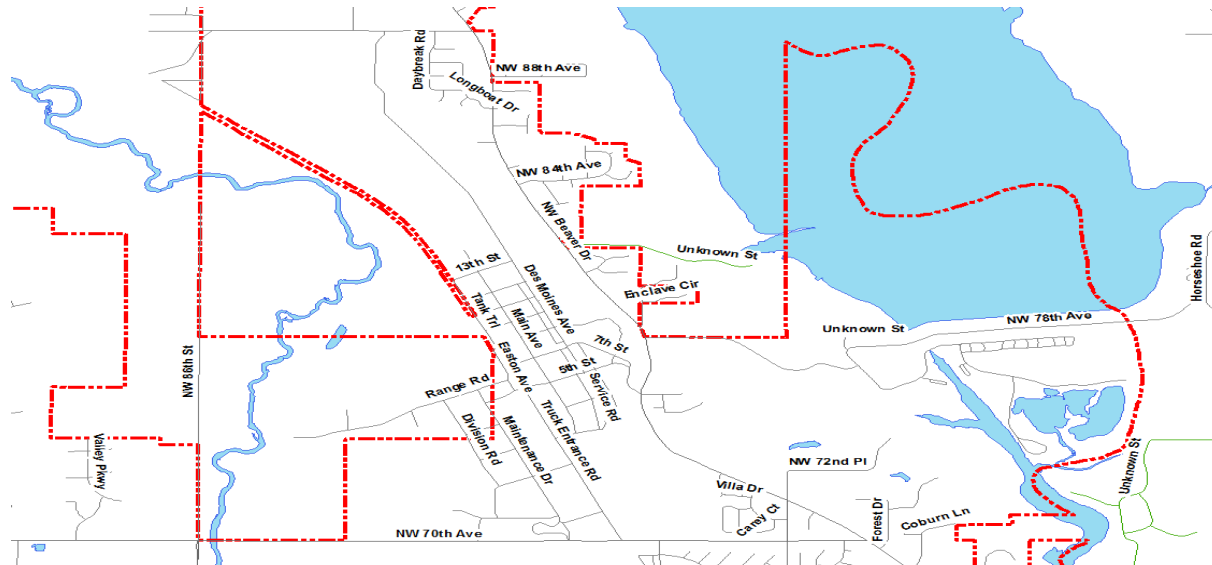 Daybreak Rd
NW 88th Ave
Longboat Dr
NW 84th Ave
NW Beaver Dr
Unknown St
Horseshoe Rd
13th St
Des Moines Ave
Enclave Cir
Tank Trl
Main Ave
NW 78th Ave
Unknown St
7th St
NW 86th St
Easton Ave
5th St
Range Rd
Service Rd
Truck Entrance Rd
Division Rd
Maintenance Dr
Valley Pkwy
NW 72nd Pl
Unknown St
Villa Dr
Carey Ct
Forest Dr
Coburn Ln
NW 70th Ave